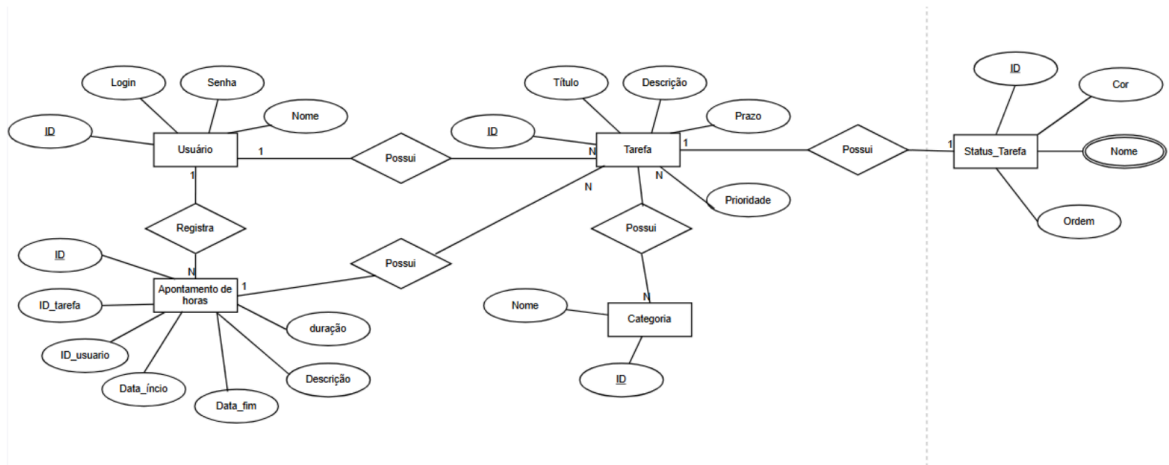 ID
Cor
Login
Senha
Título
Descrição
Nome
Prazo
ID
ID
Usuário
Tarefa
Status_Tarefa
Nome
1
Possui
N
1
Possui
1
1
N
N
Prioridade
Ordem
Registra
Possui
ID
Possui
N
1
Apontamento de
horas
N
ID_tarefa
Nome
Categoria
duração
ID_usuario
Descrição
ID
Data_íncio
Data_fim